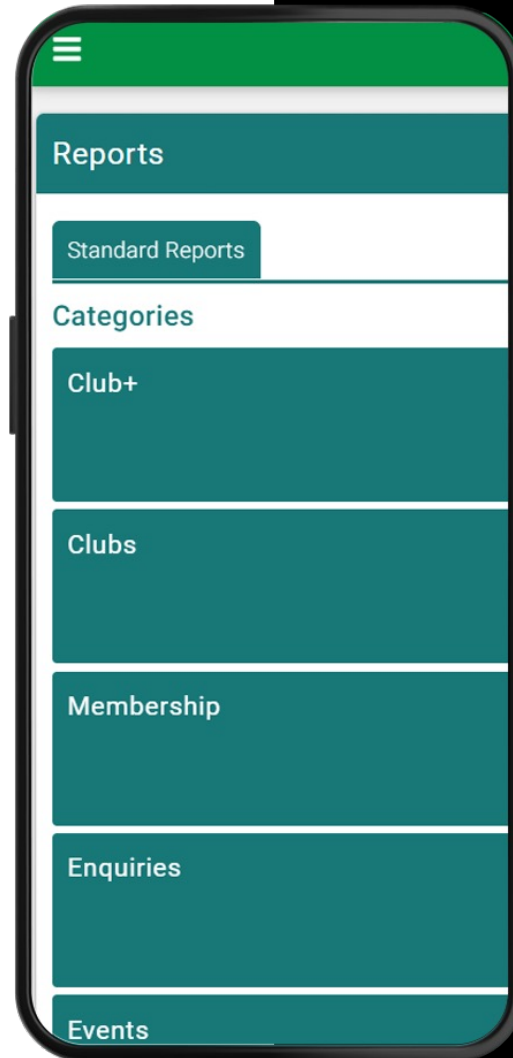 Reports
Standard Reports
Categories
Club+
Clubs
Membership
Enquiries
Events